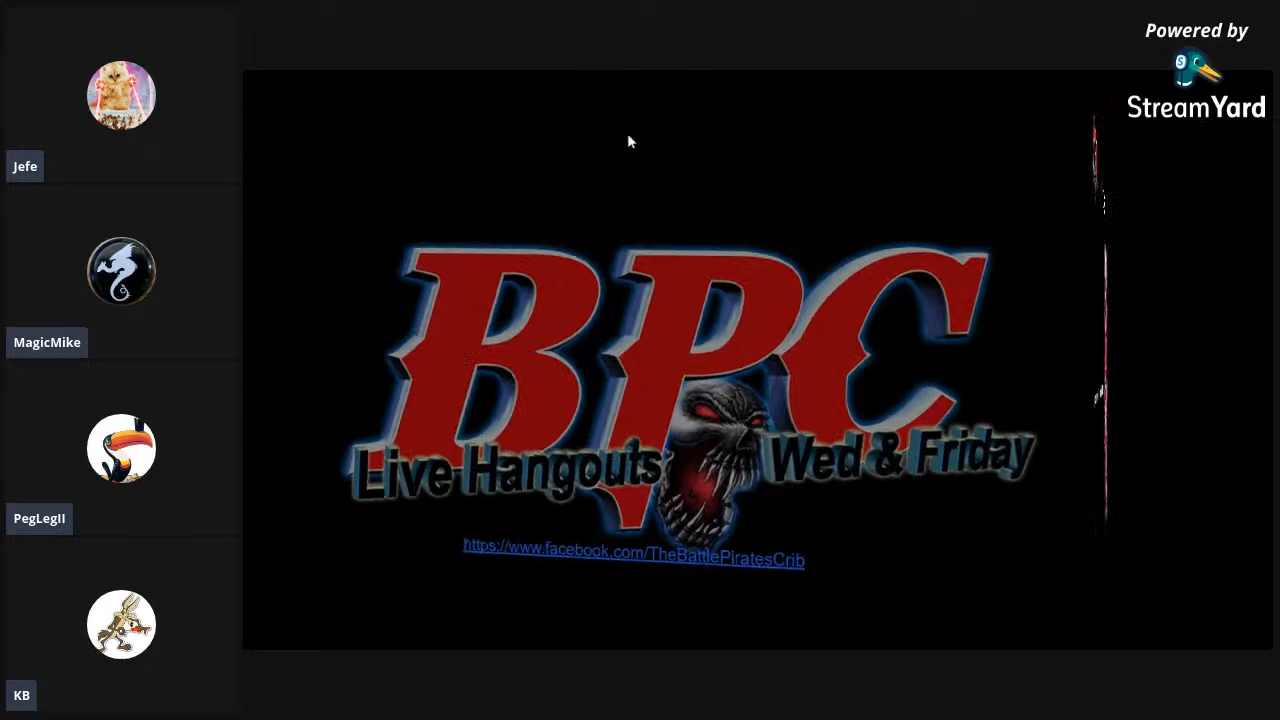 Powered by
StreamYard
Jefe
MagicMike
PegLegII
KB
BPC
Live Hangouts Wed & Friday
https://www.facebook.com/TheBattlePiratesCrib